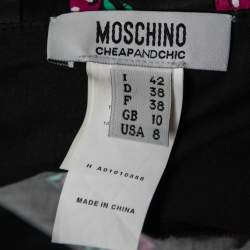 MOSCHINO
CHEAPANDCHIC
I 42
D 38
F 38
GB 10
USA 8
MADE IN CHINA